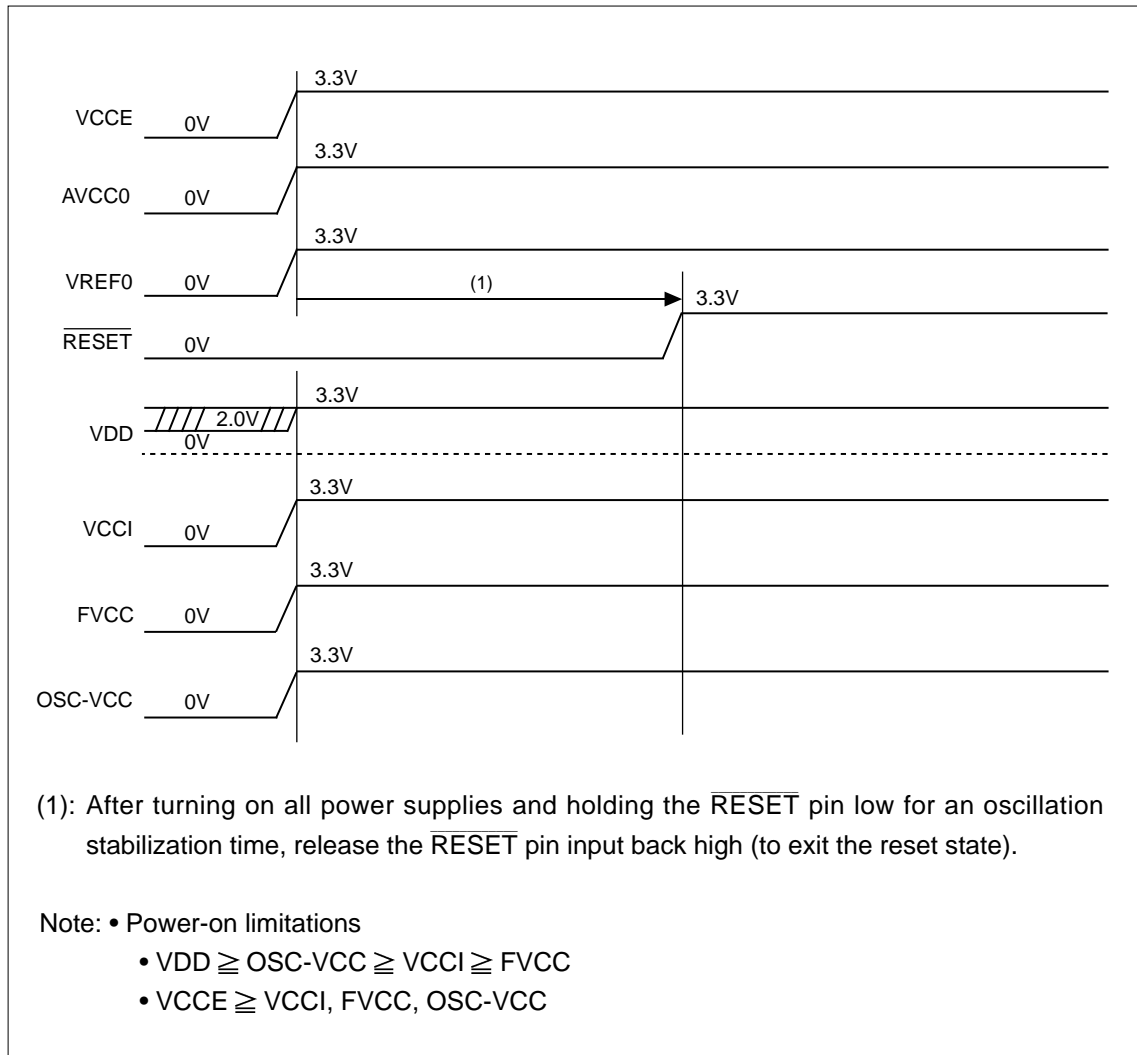 3.3V
VCCE 0V
3.3V
AVCC0 0V
3.3V
VREF0 0V
(1)
3.3V
RESET 0V
3.3V
2.0V
VDD 0V
3.3V
VCCI 0V
3.3V
FVCC 0V
3.3V
OSC-VCC 0V
(1): After turning on all power supplies and holding the RESET pin low for an oscillation
stabilization time, release the RESET pin input back high (to exit the reset state).
Note: • Power-on limitations
• VDD ≧ OSC-VCC ≧ VCCI ≧ FVCC
• VCCE ≧ VCCI, FVCC, OSC-VCC